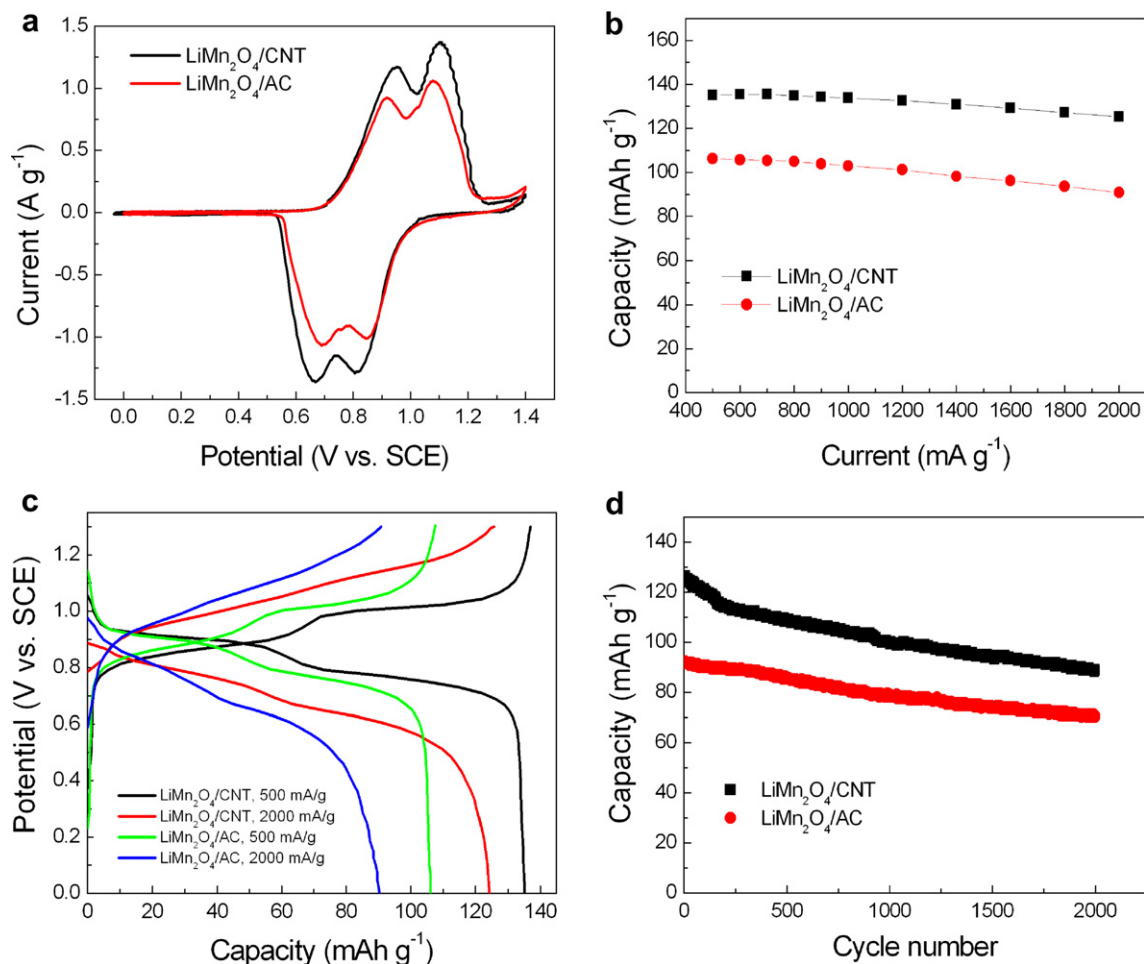 a
LiMn₂O₄/CNT
LiMn₂O₄/AC
1.5
1.0
0.5
0.0
-0.5
-1.0
-1.5
Current (A g⁻¹)
0.0 0.2 0.4 0.6 0.8 1.0 1.2 1.4
Potential (V vs. SCE)
b
160
140
120
100
80
60
40
20
0
Capacity (mAh g⁻¹)
LiMn₂O₄/CNT
LiMn₂O₄/AC
400 600 800 1000 1200 1400 1600 1800 2000
Current (mA g⁻¹)
c
1.2
1.0
0.8
0.6
0.4
0.2
0.0
Potential (V vs. SCE)
LiMn₂O₄/CNT, 500 mA/g
LiMn₂O₄/CNT, 2000 mA/g
LiMn₂O₄/AC, 500 mA/g
LiMn₂O₄/AC, 2000 mA/g
0 20 40 60 80 100 120 140
Capacity (mAh g⁻¹)
d
140
120
100
80
60
40
20
0
Capacity (mAh g⁻¹)
LiMn₂O₄/CNT
LiMn₂O₄/AC
0 500 1000 1500 2000
Cycle number